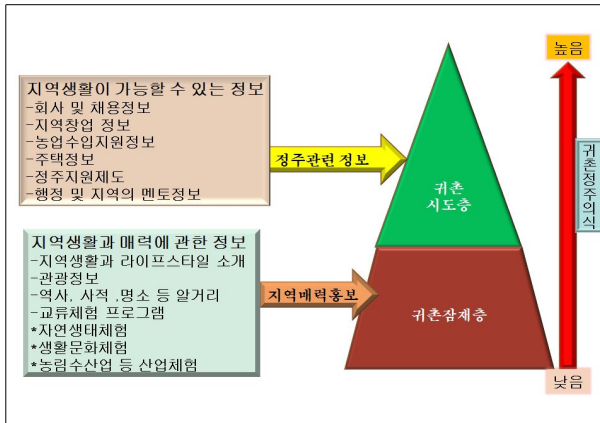 높음
지역생활이 가능할 수 있는 정보
-회사 및 채용정보
-지역창업 정보
-농업수입지원정보
-주택정보
-정주지원제도
-행정 및 지역의 멘토정보
정주관련 정보
귀촌
시도층
귀촌정주의식
지역생활과 매력에 관한 정보
-지역생활과 라이프스타일 소개
-관광정보
-역사, 사적 ,명소 등 알거리
-교류체험 프로그램
*자연생태체험
*생활문화체험
*농림수산업 등 산업체험
지역매력홍보
귀촌잠재층
낮음